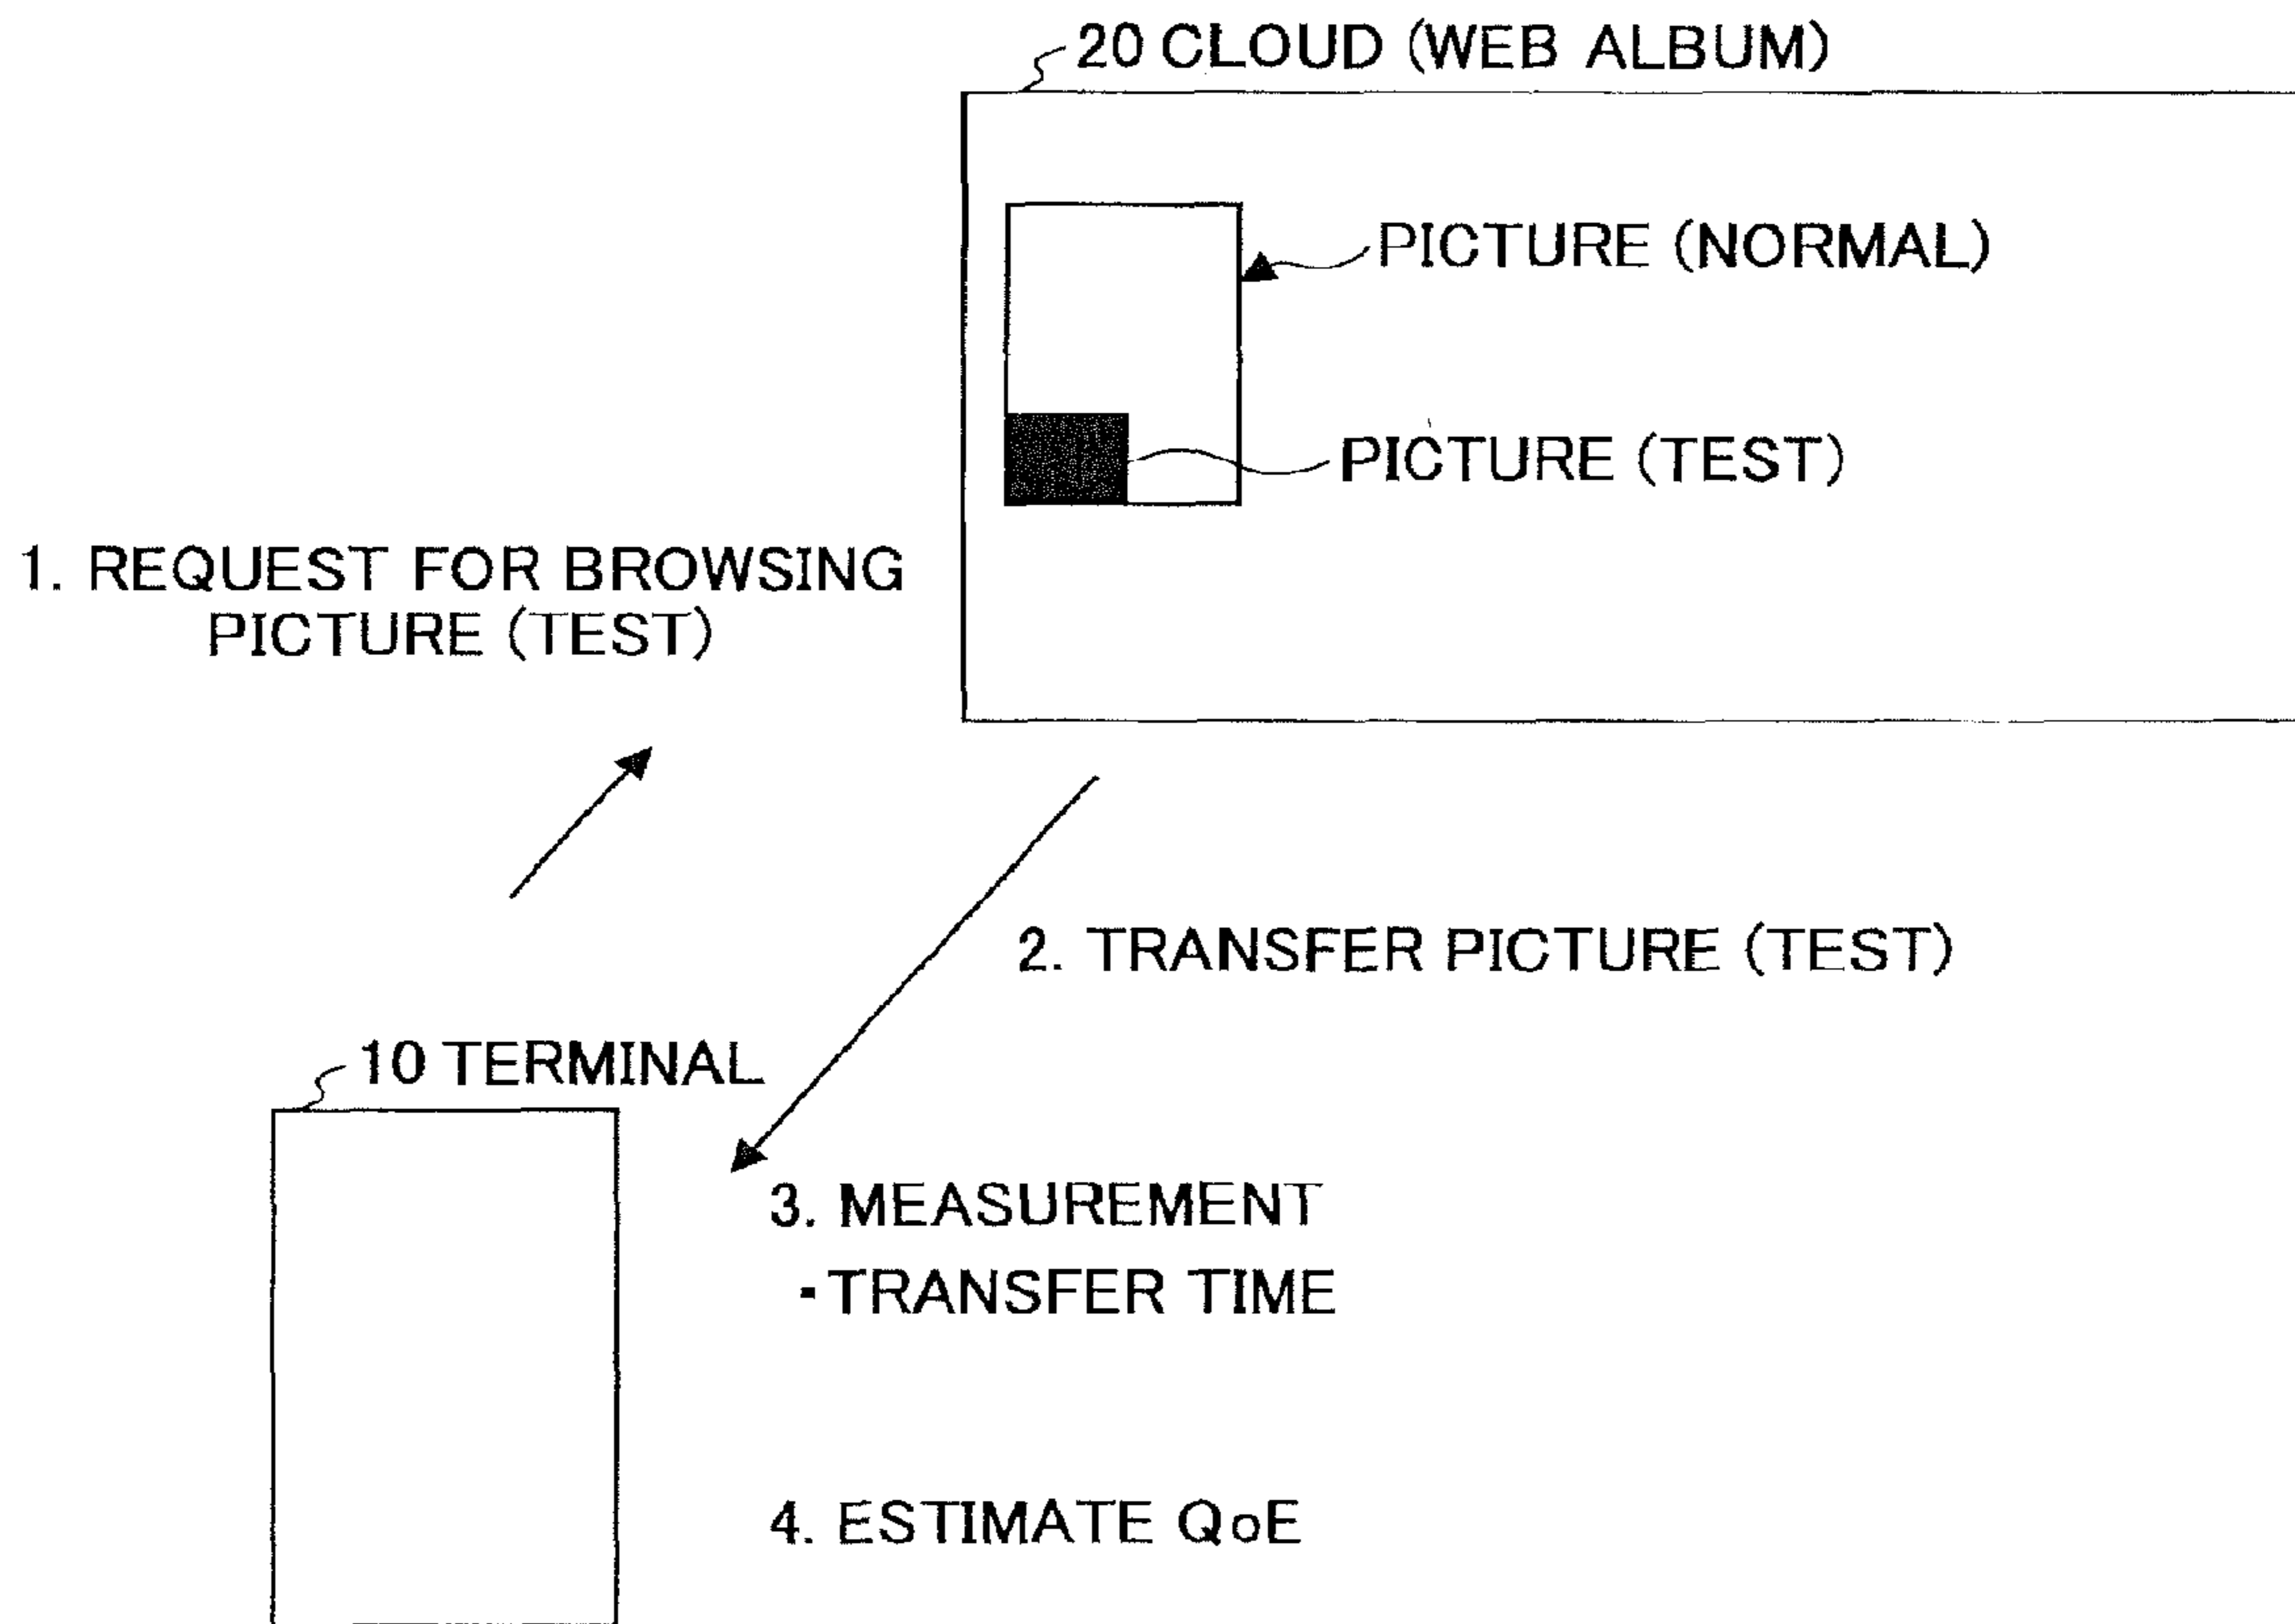 20 CLOUD (WEB ALBUM)
PICTURE (NORMAL)
PICTURE (TEST)
1. REQUEST FOR BROWSING
PICTURE (TEST)
2. TRANSFER PICTURE (TEST)
10 TERMINAL
3. MEASUREMENT
・TRANSFER TIME
4. ESTIMATE QoE